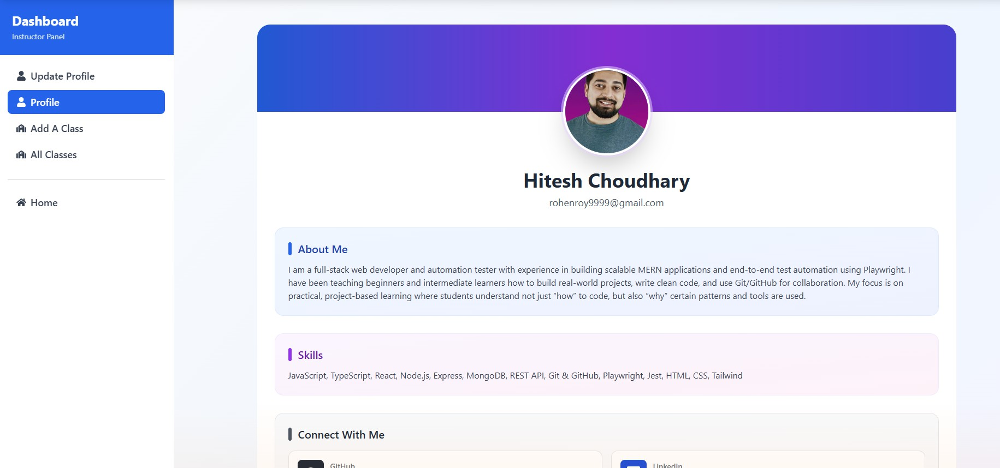 Dashboard
Instructor Panel
Update Profile
Profile
Add A Class
All Classes
Home
Hitesh Choudhary
rohenroy9999@gmail.com
About Me
I am a full-stack web developer and automation tester with experience in building scalable MERN applications and end-to-end test automation using Playwright. I
have been teaching beginners and intermediate learners how to build real-world projects, write clean code, and use Git/GitHub for collaboration. My focus is on
practical, project-based learning where students understand not just “how” to code, but also “why” certain patterns and tools are used.
Skills
JavaScript, TypeScript, React, Node.js, Express, MongoDB, REST API, Git & GitHub, Playwright, Jest, HTML, CSS, Tailwind
Connect With Me
GitHub
LinkedIn